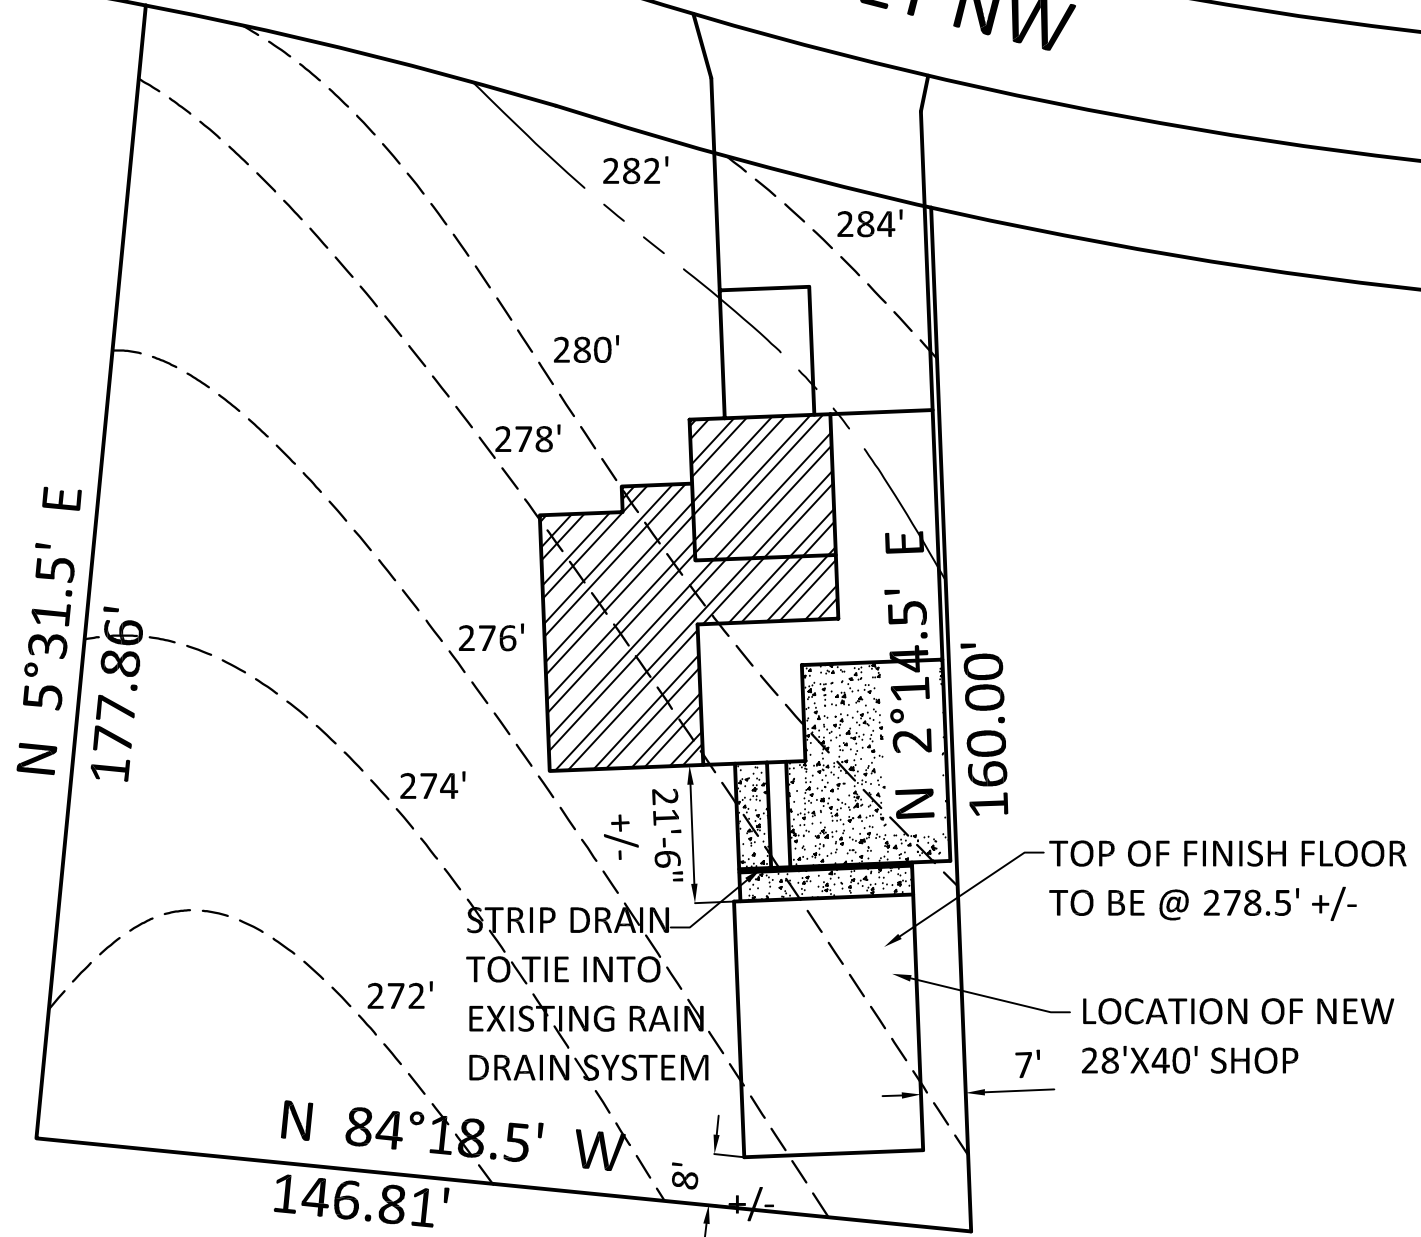 NW
282'
284'
280'
278'
276'
274'
272'
N 5°31.5' E
177.86'
N 2°14.5' E
160.00'
21'-6"
+/-
TOP OF FINISH FLOOR
TO BE @ 278.5' +/-
STRIP DRAIN
TO TIE INTO
EXISTING RAIN
DRAIN SYSTEM
LOCATION OF NEW
28'X40' SHOP
7'
8'
+/-
N 84°18.5' W
146.81'